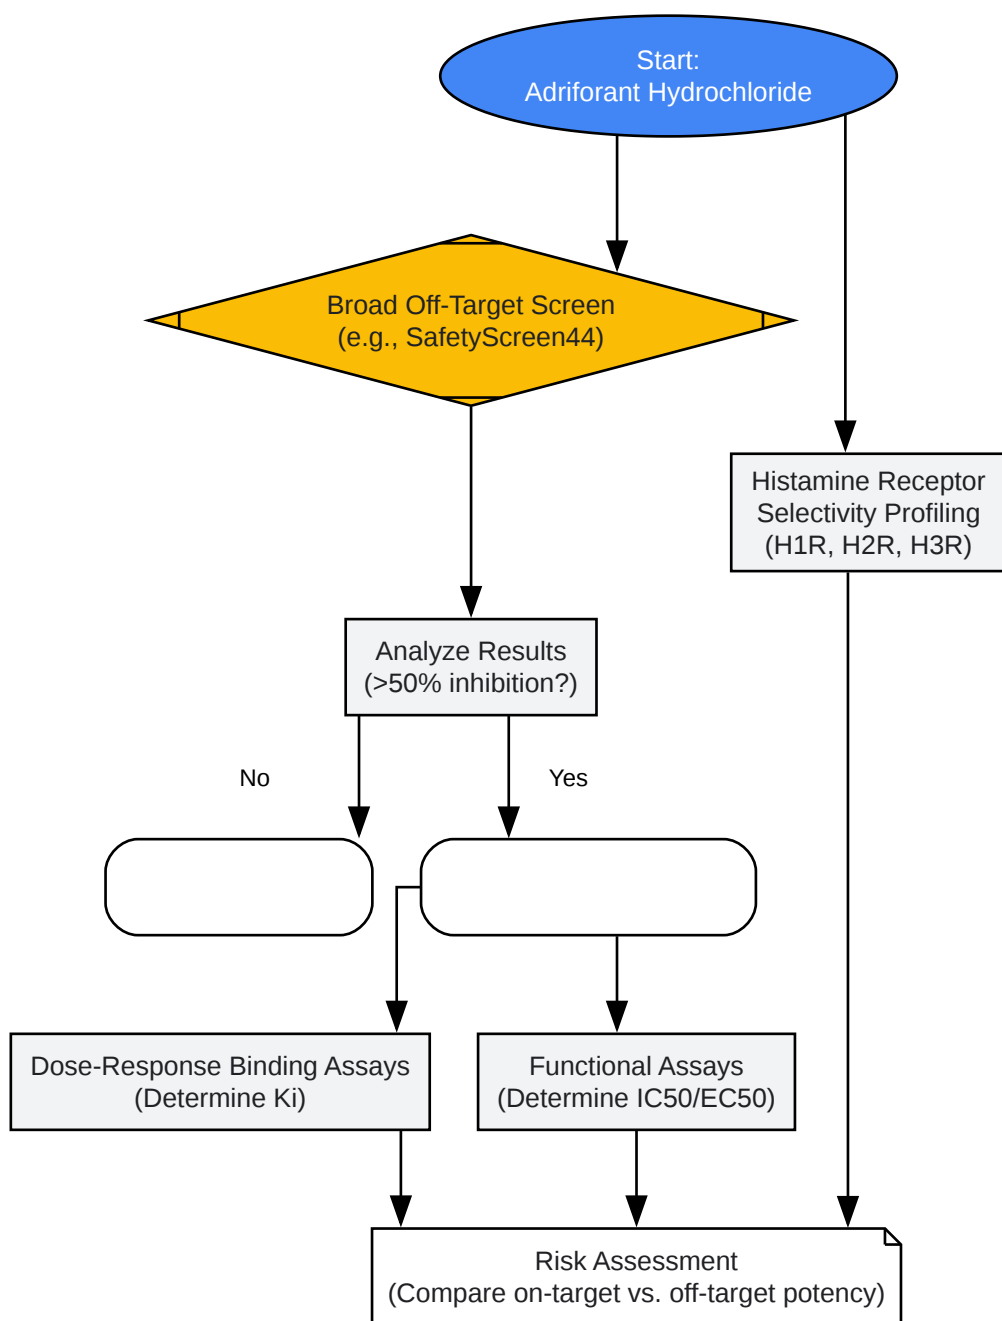 Start:
Adriforant Hydrochloride
Broad Off-Target Screen
(e.g., SafetyScreen44)
Histamine Receptor
Selectivity Profiling
(H1R, H2R, H3R)
Analyze Results
(>50% inhibition?)
No
Yes
Dose-Response Binding Assays
(Determine Ki)
Functional Assays
(Determine IC50/EC50)
Risk Assessment
(Compare on-target vs. off-target potency)